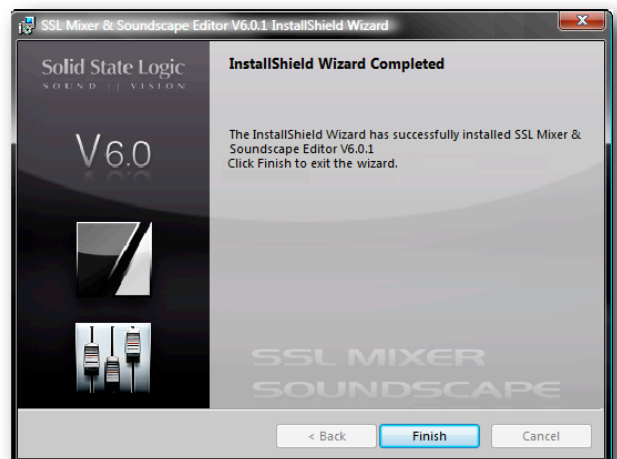 SSL Mixer & Soundscape Editor V6.0.1 InstallShield Wizard
Solid State Logic
SOUND || VISION
InstallShield Wizard Completed
V6.0
The InstallShield Wizard has successfully installed SSL Mixer &
Soundscape Editor V6.0.1
Click Finish to exit the wizard.
SSL MIXER
SOUNDSCAPE
< Back
Finish
Cancel